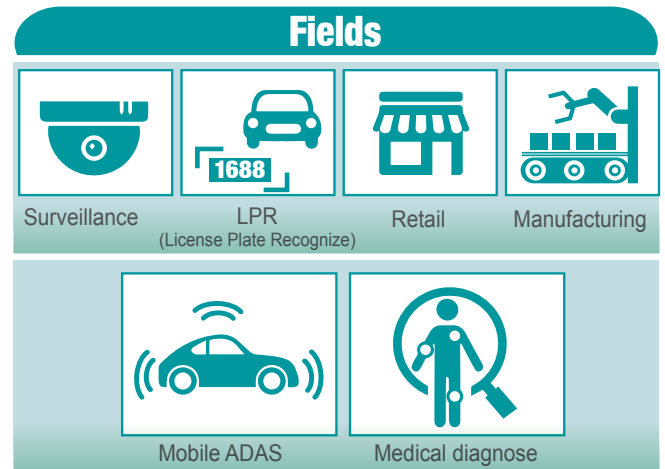 Fields
1688
Surveillance
LPR
(License Plate Recognize)
Retail
Manufacturing
Mobile ADAS
Medical diagnose